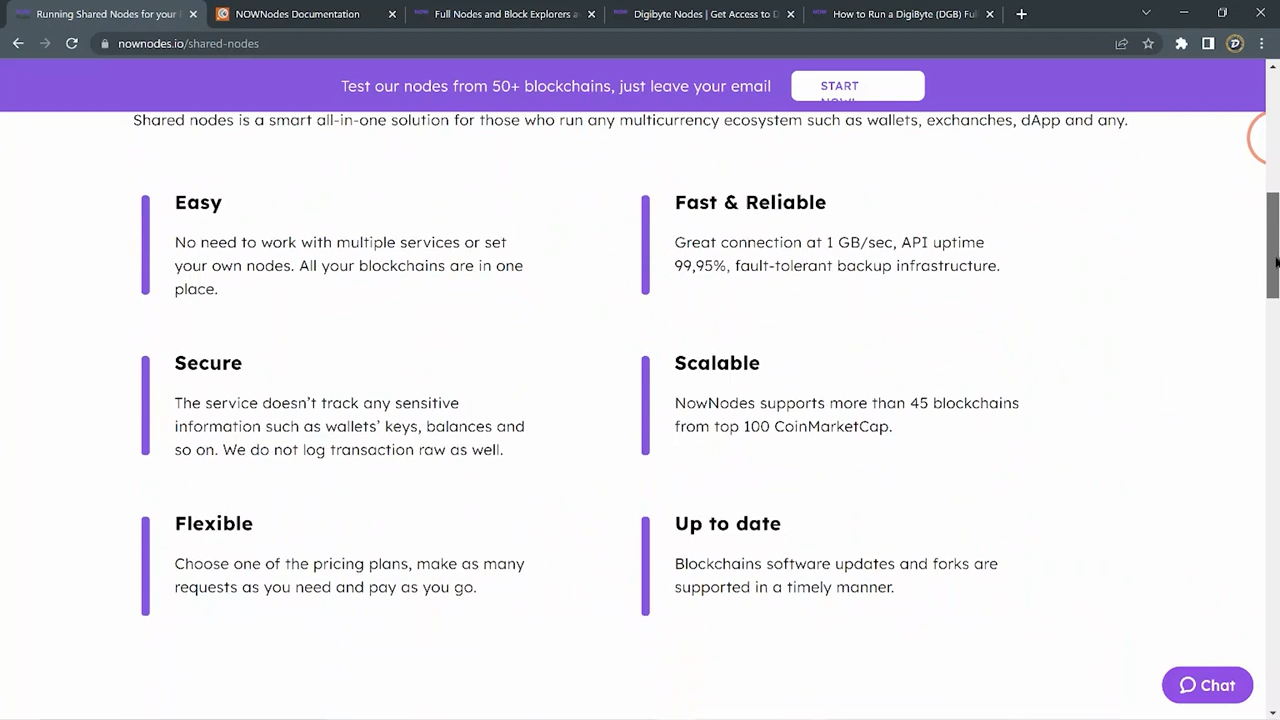 Running Shared Nodes for your D
NOWNodes Documentation
Full Nodes and Block Explorers a
Digibyte Nodes | Get Access to D
How to Run a DigiByte (DGB) Ful
nownodes.io/shared-nodes
Test our nodes from 50+ blockchains, just leave your email
START
NOW!
Shared nodes is a smart all-in-one solution for those who run any multicurrency ecosystem such as wallets, exchanches, dApp and any.
Easy
No need to work with multiple services or set
your own nodes. All your blockchains are in one
place.
Fast & Reliable
Great connection at 1 GB/sec, API uptime
99,95%, fault-tolerant backup infrastructure.
Secure
The service doesn't track any sensitive
information such as wallets' keys, balances and
so on. We do not log transaction raw as well.
Scalable
NowNodes supports more than 45 blockchains
from top 100 CoinMarketCap.
Flexible
Choose one of the pricing plans, make as many
requests as you need and pay as you go.
Up to date
Blockchains software updates and forks are
supported in a timely manner.
Chat